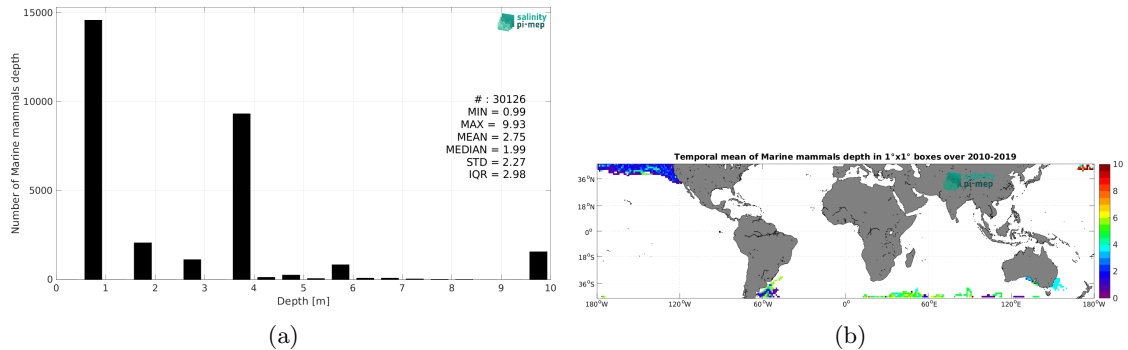 15000
10000
5000
0
Number of Marine mammals depth
salinity
pi-mep
# : 30126
MIN = 0.99
MAX = 9.93
MEAN = 2.75
MEDIAN = 1.99
STD = 2.27
IQR = 2.98
0 1 2 3 4 5 6 7 8 9 10
Depth [m]
(a)
Temporal mean of Marine mammals depth in 1°x1° boxes over 2010-2019
salinity
pi-mep
36°N
18°N
0°
18°S
36°S
180°W 120°W 60°W 0° 60°E 120°E 180°W
10
8
6
4
2
0
(b)